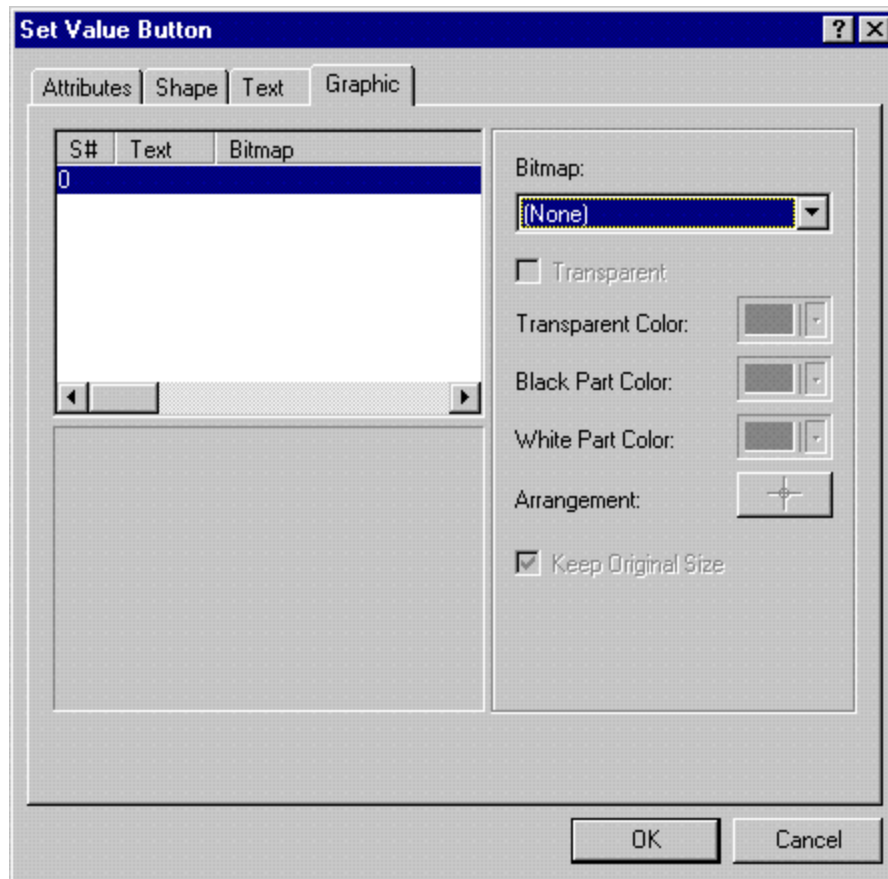 Set Value Button
Attributes Shape Text Graphic
S# Text Bitmap
0
Bitmap:
(None)
Transparent
Transparent Color:
Black Part Color:
White Part Color:
Arrangement:
Keep Original Size
OK Cancel